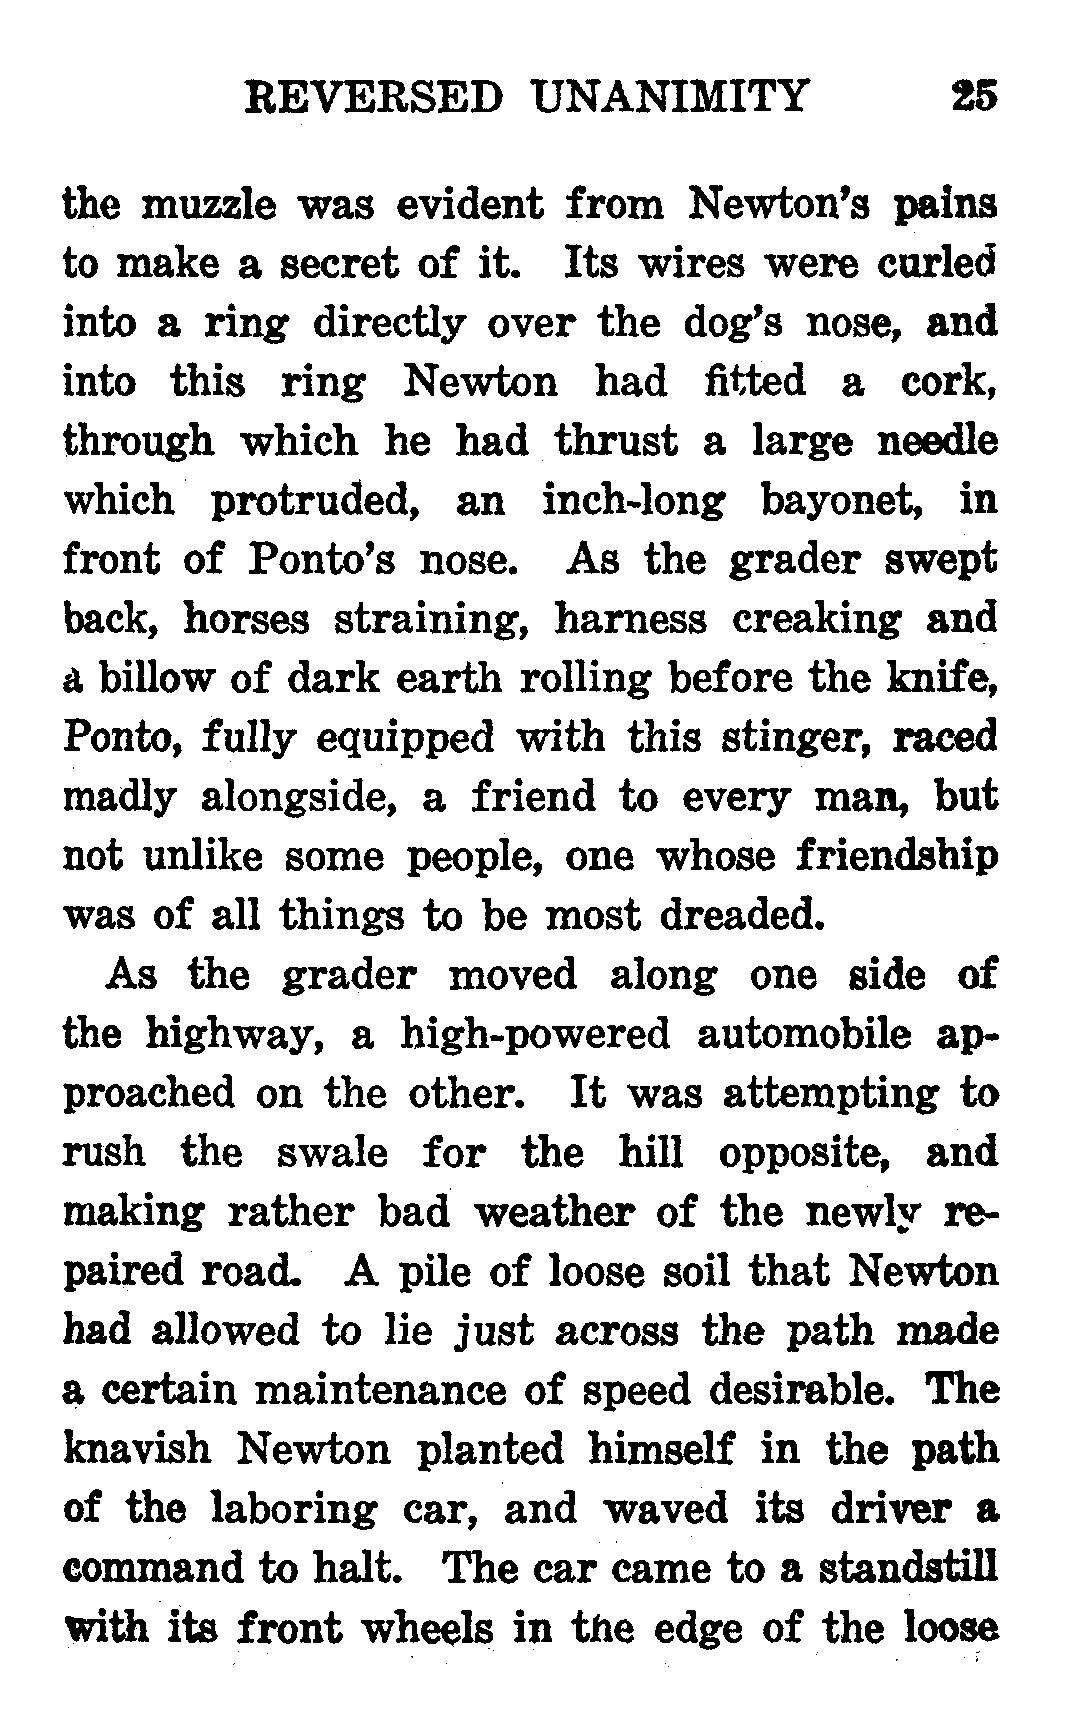 REVERSED UNANIMITY 25
the muzzle was evident from Newton's pains
to make a secret of it. Its wires were curled
into a ring directly over the dog's nose, and
into this ring Newton had fitted a cork,
through which he had thrust a large needle
which protruded, an inch-long bayonet, in
front of Ponto's nose. As the grader swept
back, horses straining, harness creaking and
a billow of dark earth rolling before the knife,
Ponto, fully equipped with this stinger, raced
madly alongside, a friend to every man, but
not unlike some people, one whose friendship
was of all things to be most dreaded.
As the grader moved along one side of
the highway, a high-powered automobile ap-
proached on the other. It was attempting to
rush the swale for the hill opposite, and
making rather bad weather of the newly re-
paired road. A pile of loose soil that Newton
had allowed to lie just across the path made
a certain maintenance of speed desirable. The
knavish Newton planted himself in the path
of the laboring car, and waved its driver a
command to halt. The car came to a standstill
with its front wheels in the edge of the loose